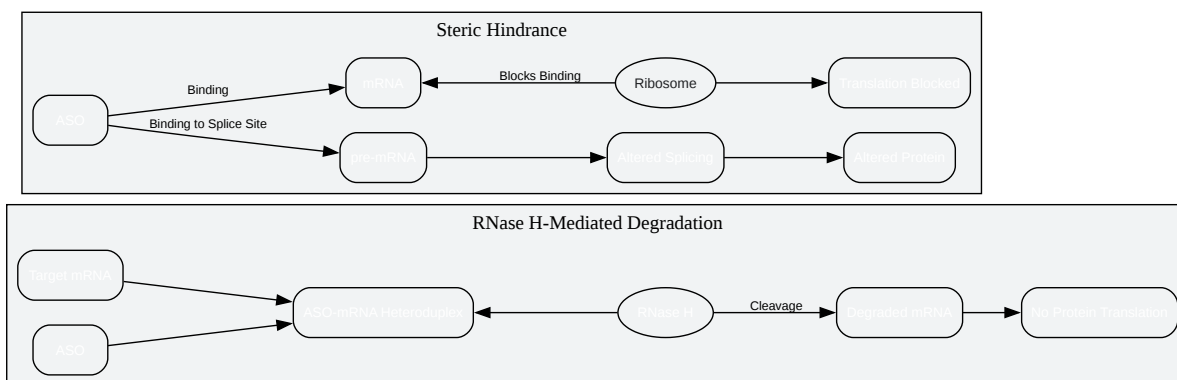 Steric Hindrance
ASO
Binding
Binding to Splice Site
mRNA
Blocks Binding
Ribosome
Translation Blocked
pre-mRNA
Altered Splicing
Altered Protein
RNase H-Mediated Degradation
Target mRNA
ASO
ASO-mRNA Heteroduplex
RNase H
Cleavage
Degraded mRNA
No Protein Translation